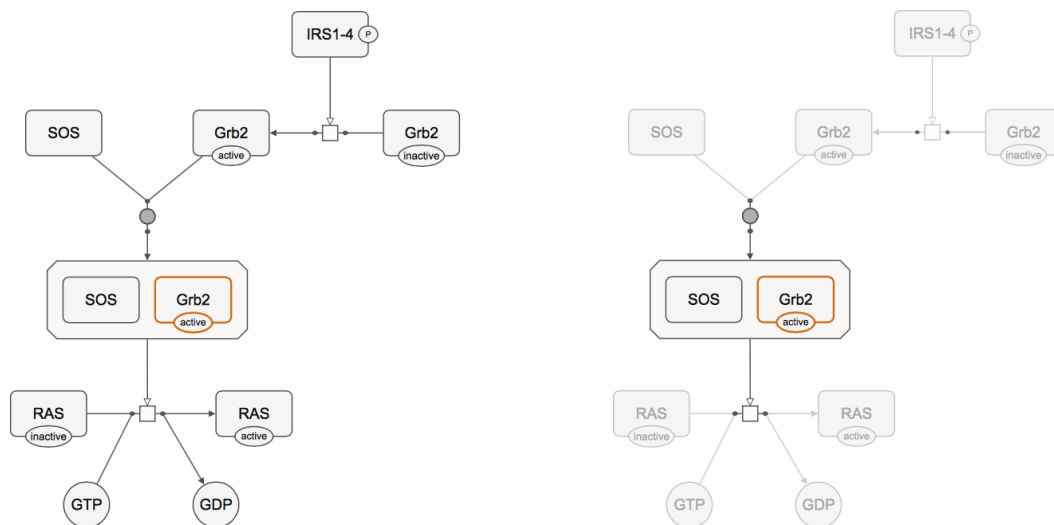 IRS1-4 P
SOS
Grb2
active
Grb2
inactive
SOS
Grb2
active
RAS
inactive
RAS
active
GTP
GDP
IRS1-4 P
SOS
Grb2
active
Grb2
inactive
SOS
Grb2
active
RAS
inactive
RAS
active
GTP
GDP